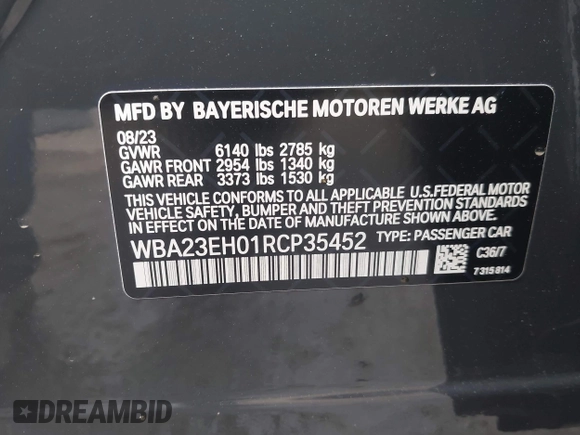 MFD BY BAYERISCHE MOTOREN WERKE AG
08/23
GVWR 6140 lbs 2785 kg
GAWR FRONT 2954 lbs 1340 kg
GAWR REAR 3373 lbs 1530 kg
THIS VEHICLE CONFORMS TO ALL APPLICABLE U.S.FEDERAL MOTOR
VEHICLE SAFETY, BUMPER AND THEFT PREVENTION STANDARDS
IN EFFECT ON THE DATE OF MANUFACTURE SHOWN ABOVE
WBA23EH01RCP35452 TYPE: PASSENGER CAR
C36/7
7315814
DREAMBID